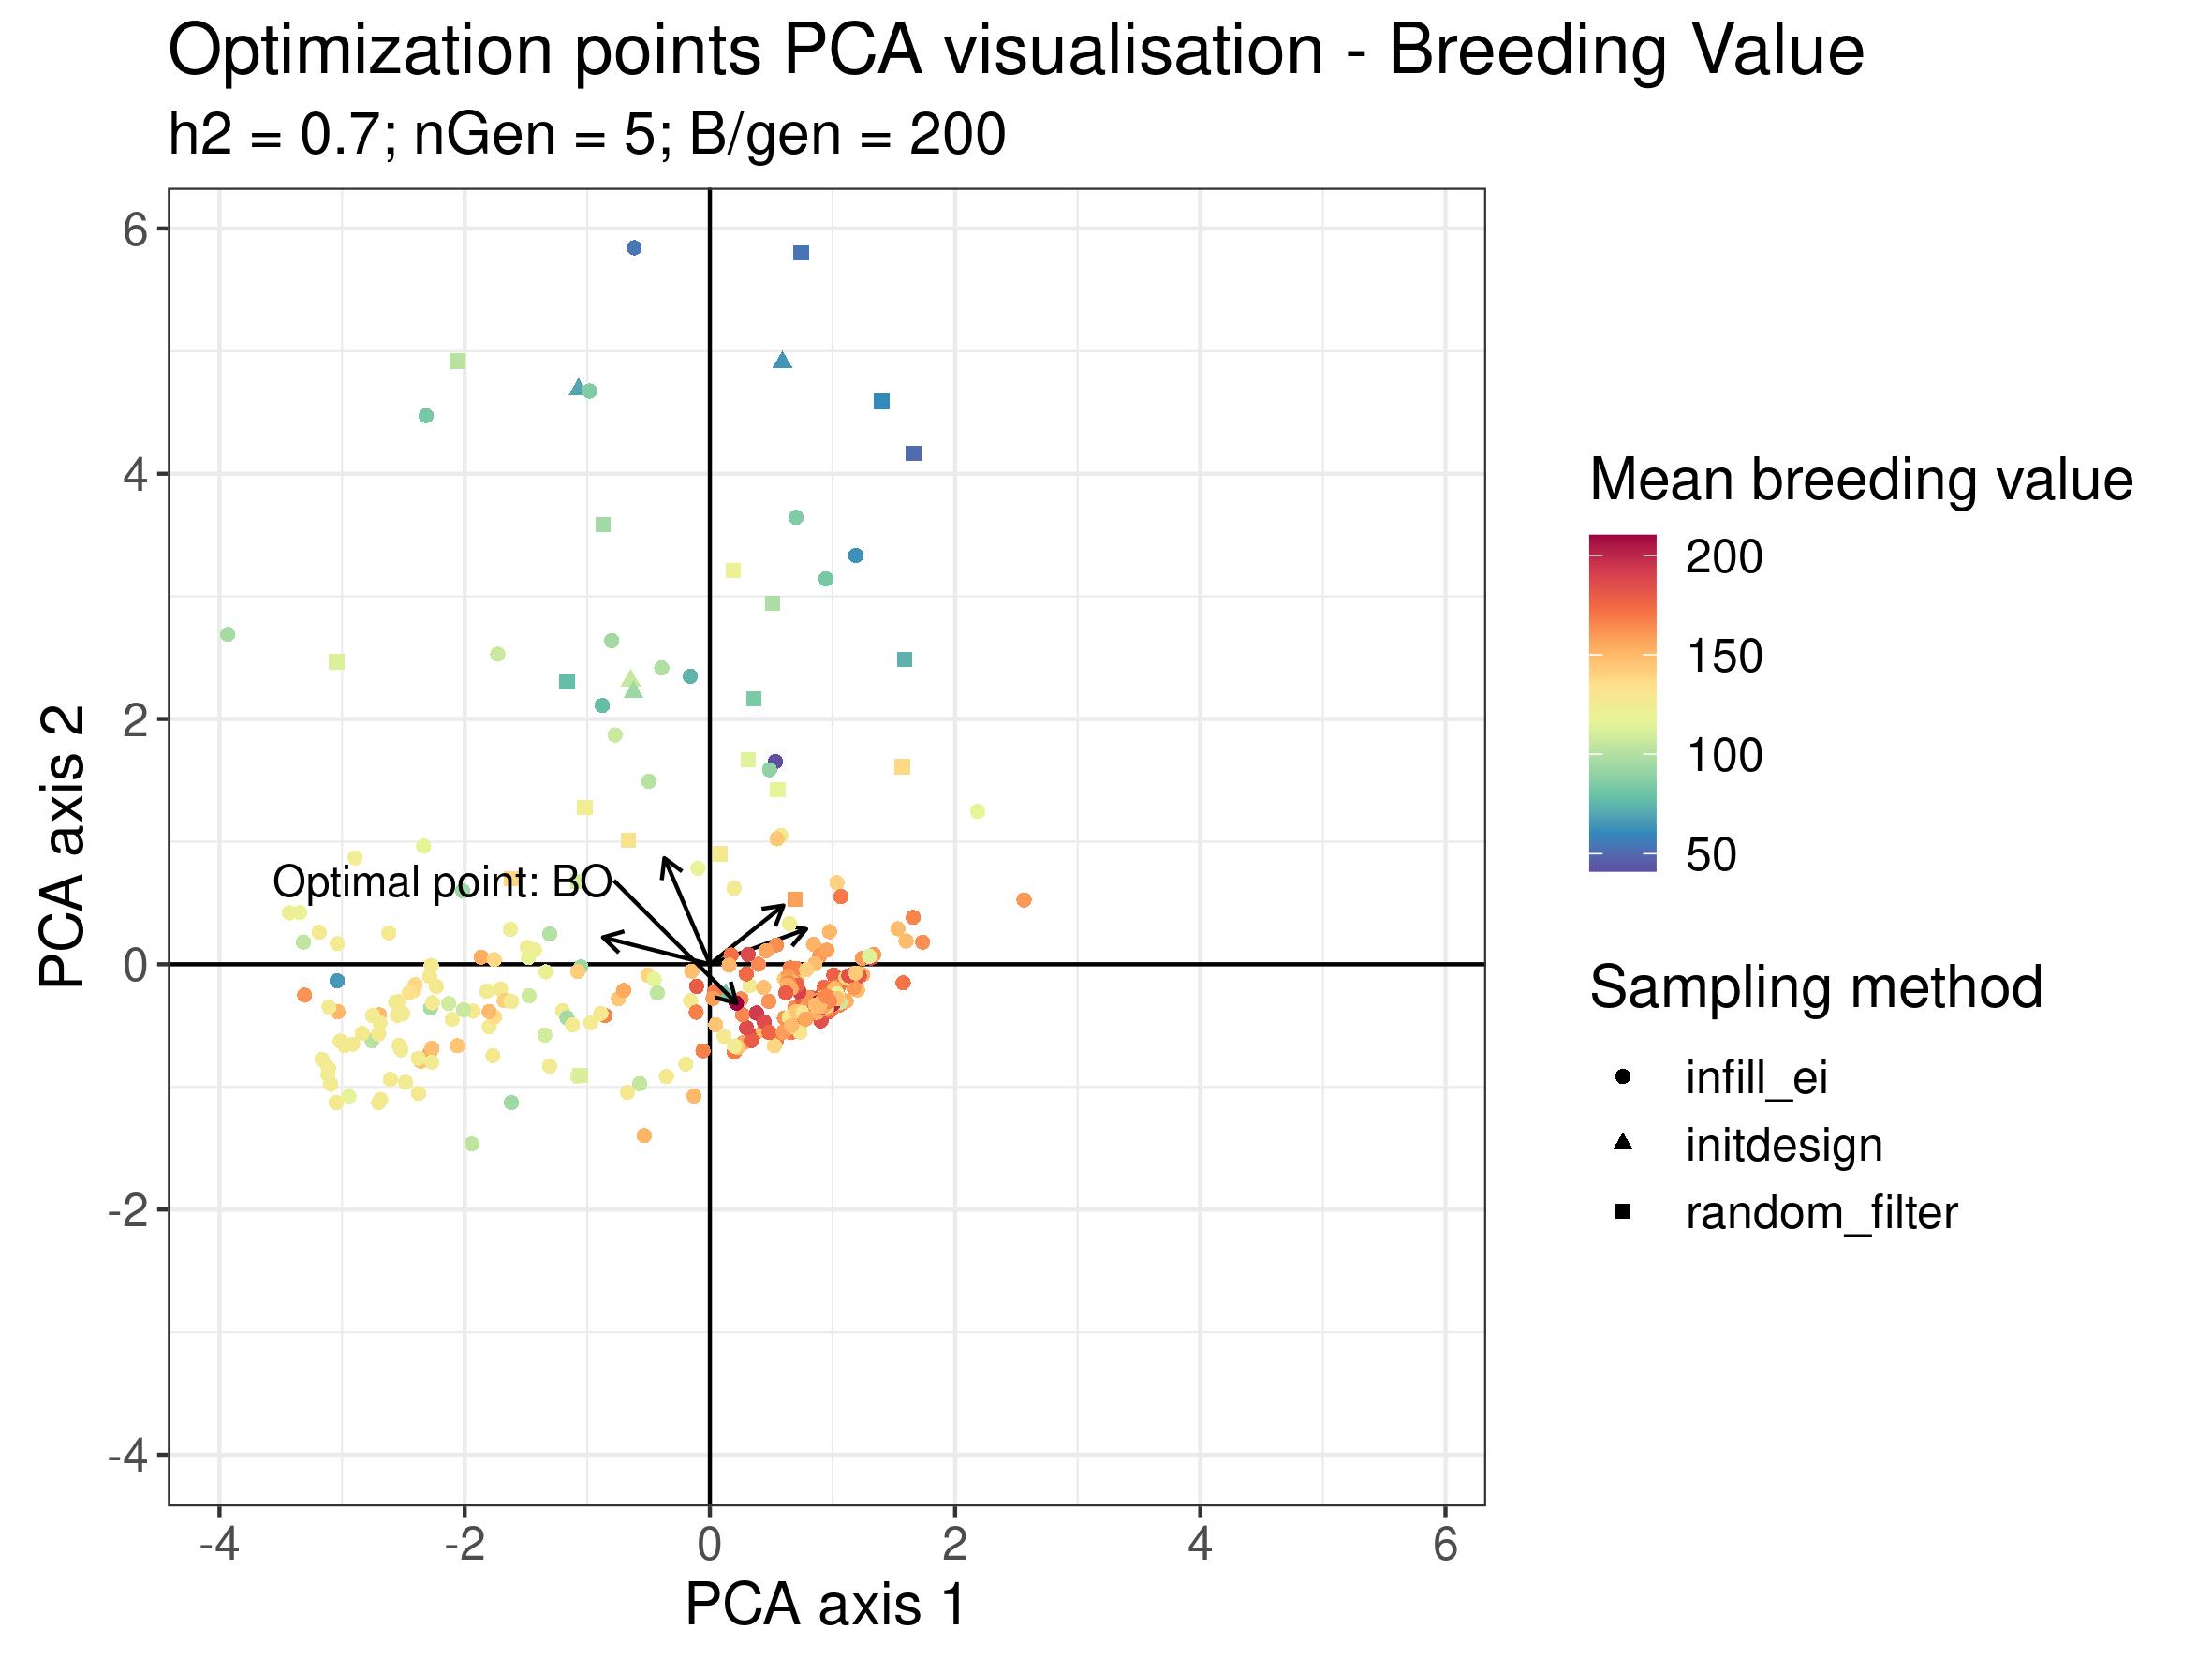 Optimization points PCA visualisation - Breeding Value
h2 = 0.7; nGen = 5; B/gen = 200
6
4
2
0
-2
-4
PCA axis 2
Optimal point: BO
-4
-2
0
2
4
6
PCA axis 1
Mean breeding value
200
150
100
50
Sampling method
infill_ei
initdesign
random_filter